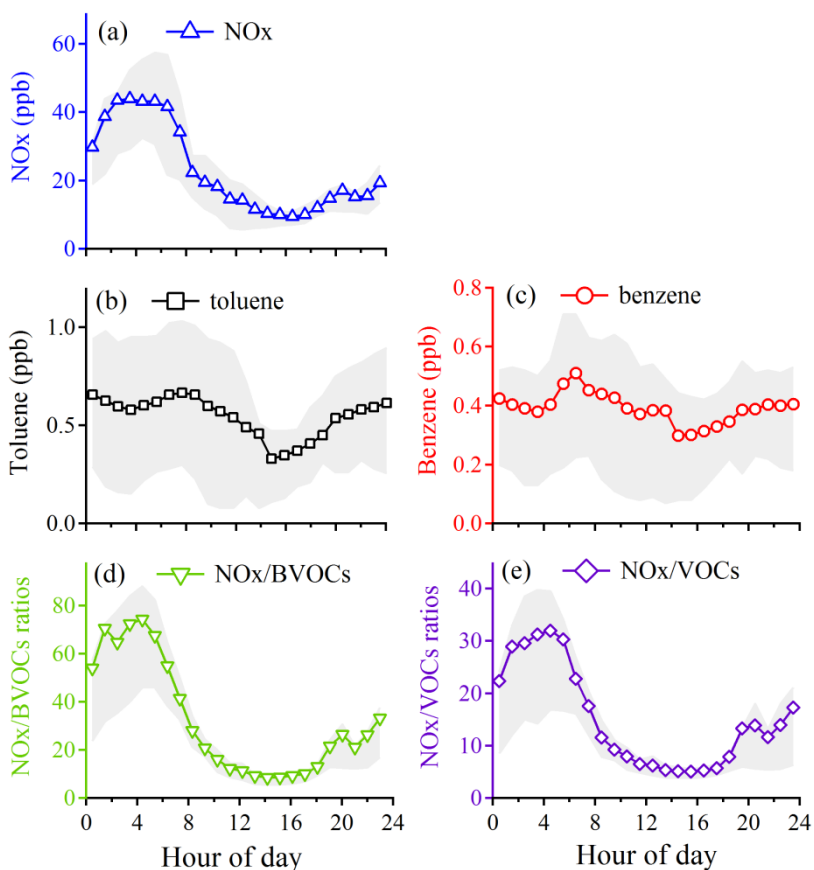 (a) NOx
NOx (ppb)
60
40
20
0
(b) toluene
Toluene (ppb)
1.0
0.5
0.0
(c) benzene
Benzene (ppb)
0.8
0.6
0.4
0.2
0.0
(d) NOx/BVOCs
NOx/BVOCs ratios
80
60
40
20
0
0 4 8 12 16 20 24
Hour of day
(e) NOx/VOCs
NOx/VOCs ratios
40
30
20
10
0
0 4 8 12 16 20 24
Hour of day